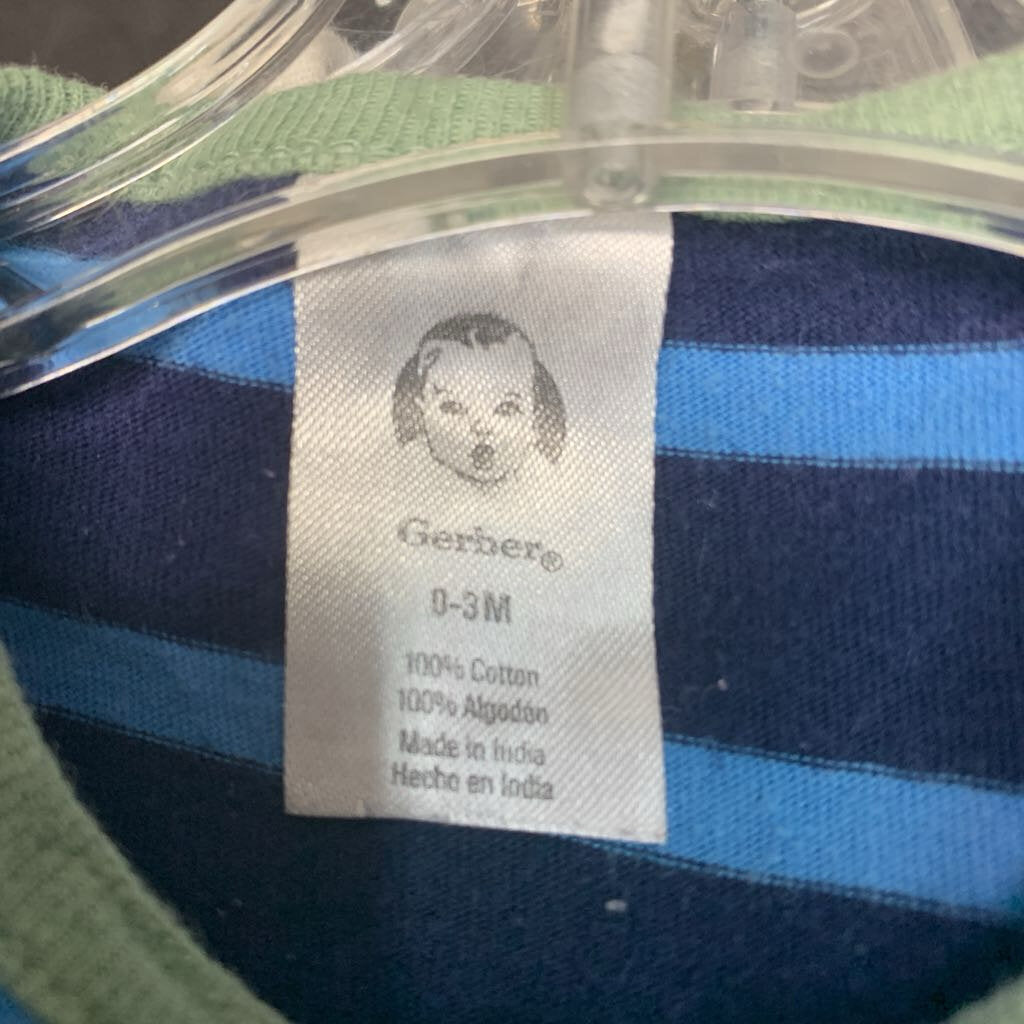 Gerber®
0-3M
100% Cotton
100% Algodón
Made in India
Hecho en India